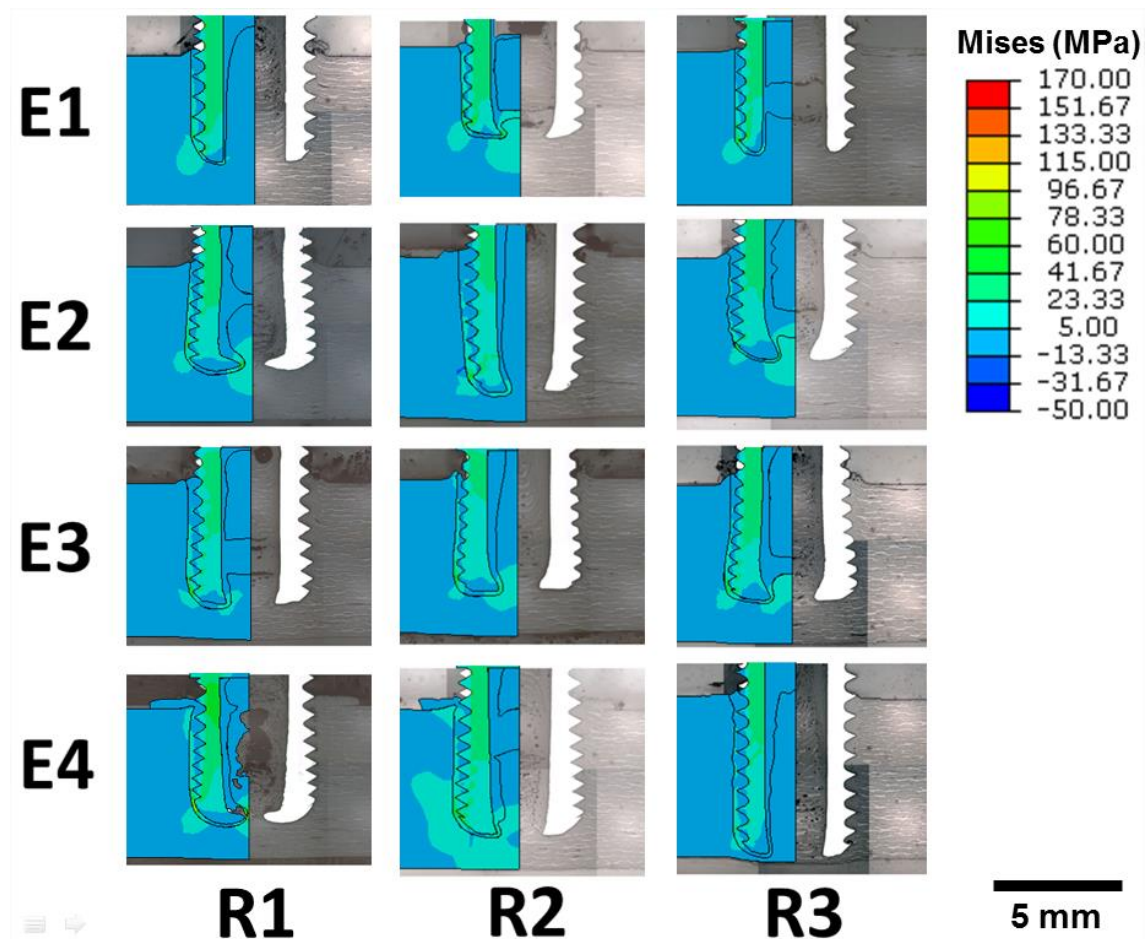 Mises (MPa)
170.00
151.67
133.33
115.00
96.67
78.33
60.00
41.67
23.33
5.00
-13.33
-31.67
-50.00
E1
E2
E3
E4
R1
R2
R3
5 mm